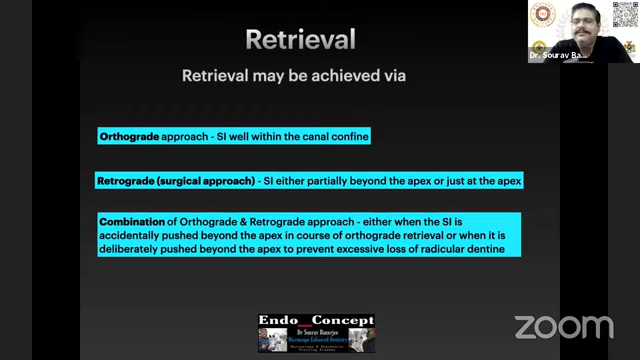 Retrieval
Retrieval may be achieved via
Orthograde approach - SI well within the canal confine
Retrograde (surgical approach) - SI either partially beyond the apex or just at the apex
Combination of Orthograde & Retrograde approach - either when the SI is
accidentally pushed beyond the apex in course of orthograde retrieval or when it is
deliberately pushed beyond the apex to prevent excessive loss of radicular dentine
Dr. Sourav Ba...
Endo Concept
Dr Sourav Banerjee
Microscope Enhanced Dentistry
zoom